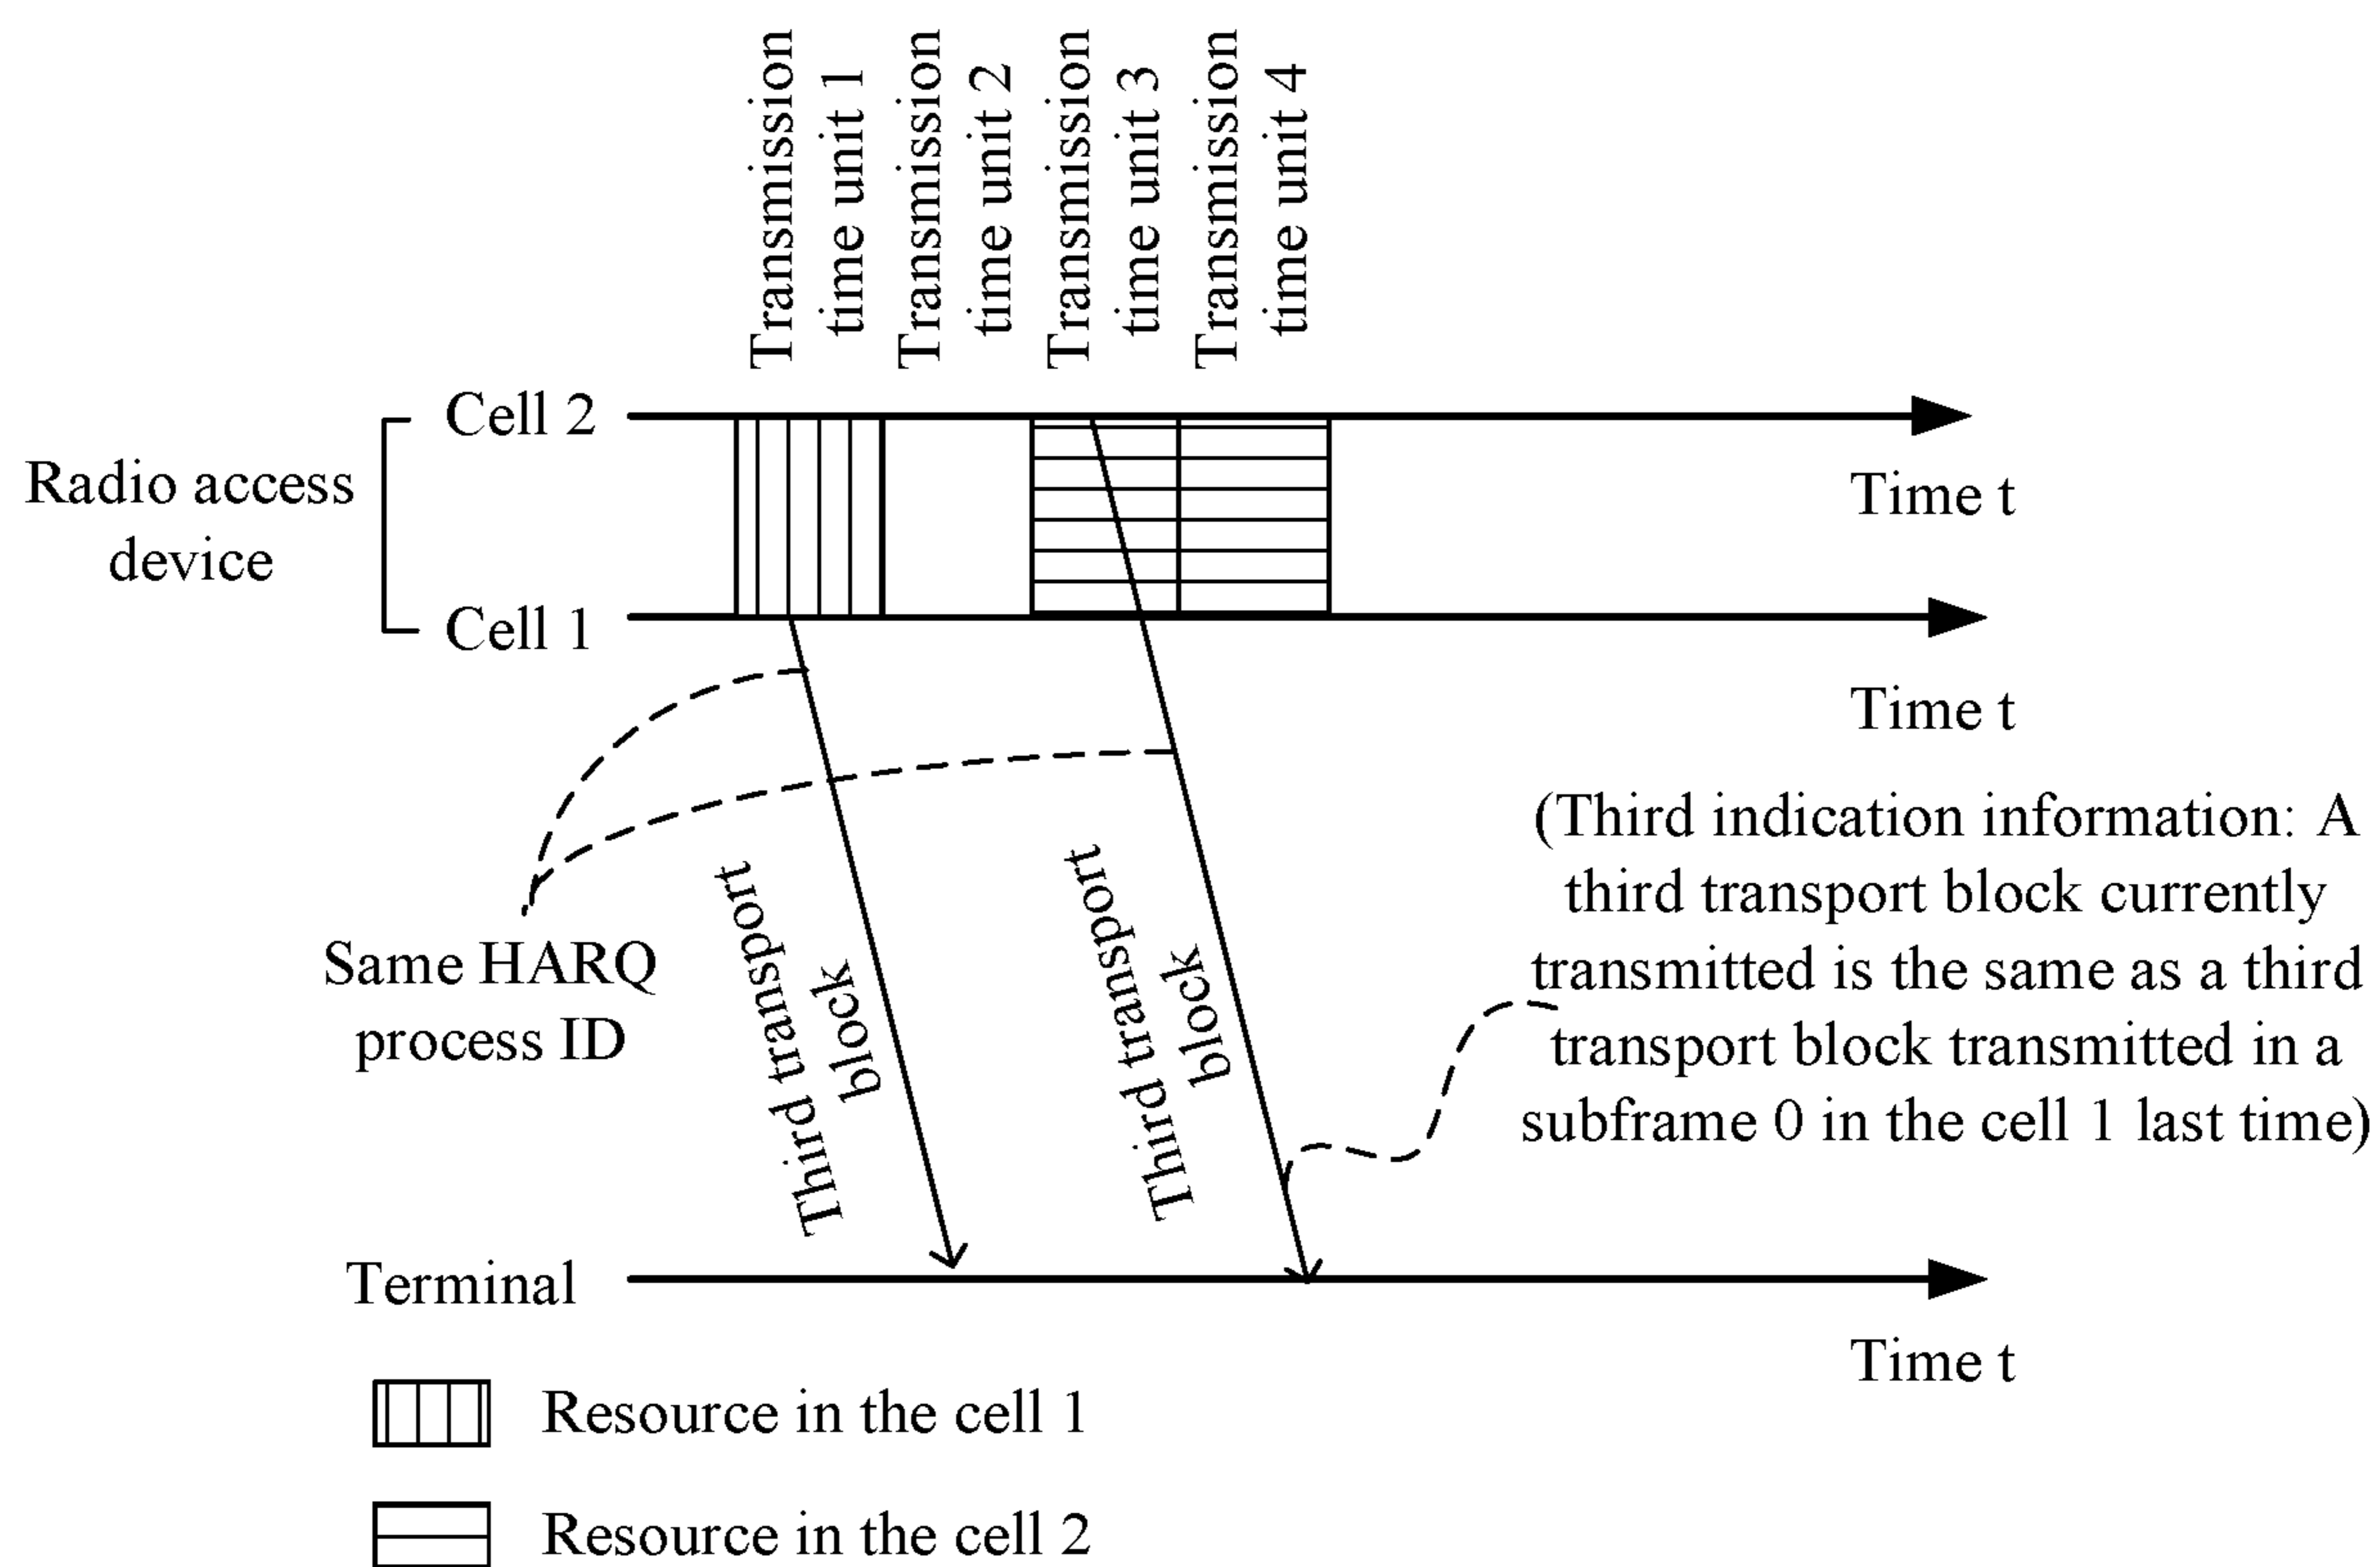 Transmission
time unit 1
Transmission
time unit 2
Transmission
time unit 3
Transmission
time unit 4
Cell 2
Time t
Radio access
device
Cell 1
Time t
(Third indication information: A
third transport block currently
transmitted is the same as a third
transport block transmitted in a
subframe 0 in the cell 1 last time)
Same HARQ
process ID
Third transport
block
Third transport
block
Terminal
Time t
Resource in the cell 1
Resource in the cell 2